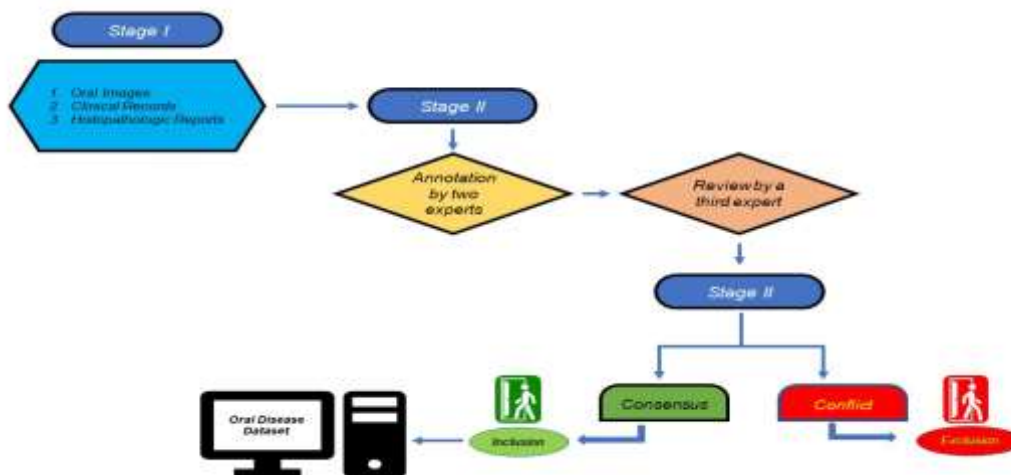 Stage I
1. Oral Images
2. Clinical Records
3. Histopathologic Reports
Stage II
Annotation
by two
experts
Review by a
third expert
Stage II
Consensus
Conflict
Inclusion
Exclusion
Oral Disease
Dataset